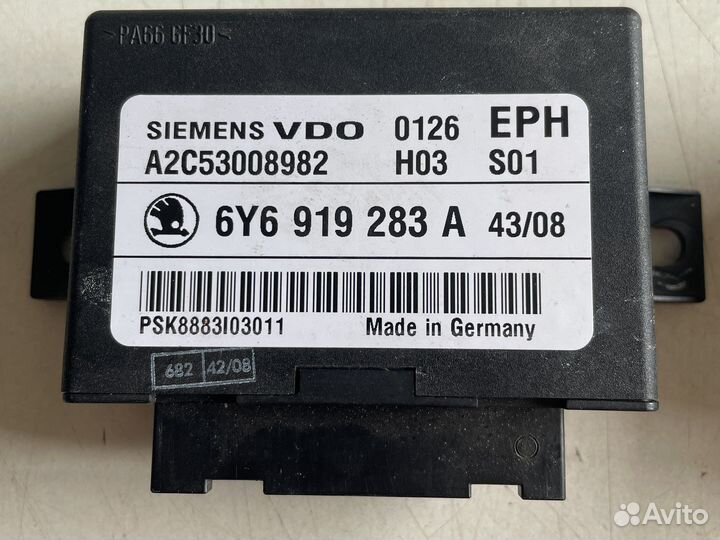 >PA66 GF30<
SIEMENS VDO 0126 EPH
A2C53008982 H03 S01
6Y6 919 283 A 43/08
PSK8883I03011 Made in Germany
682 42/08
Avito